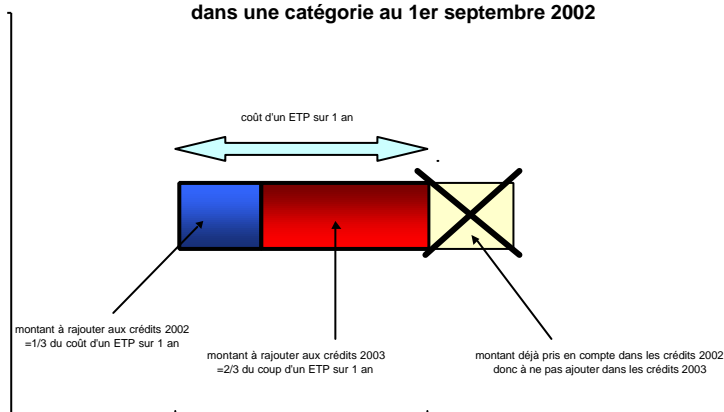 dans une catégorie au 1er septembre 2002
coût d'un ETP sur 1 an
montant à rajouter aux crédits 2002
=1/3 du coût d'un ETP sur 1 an
montant à rajouter aux crédits 2003
=2/3 du coup d'un ETP sur 1 an
montant déjà pris en compte dans les crédits 2002
donc à ne pas ajouter dans les crédits 2003